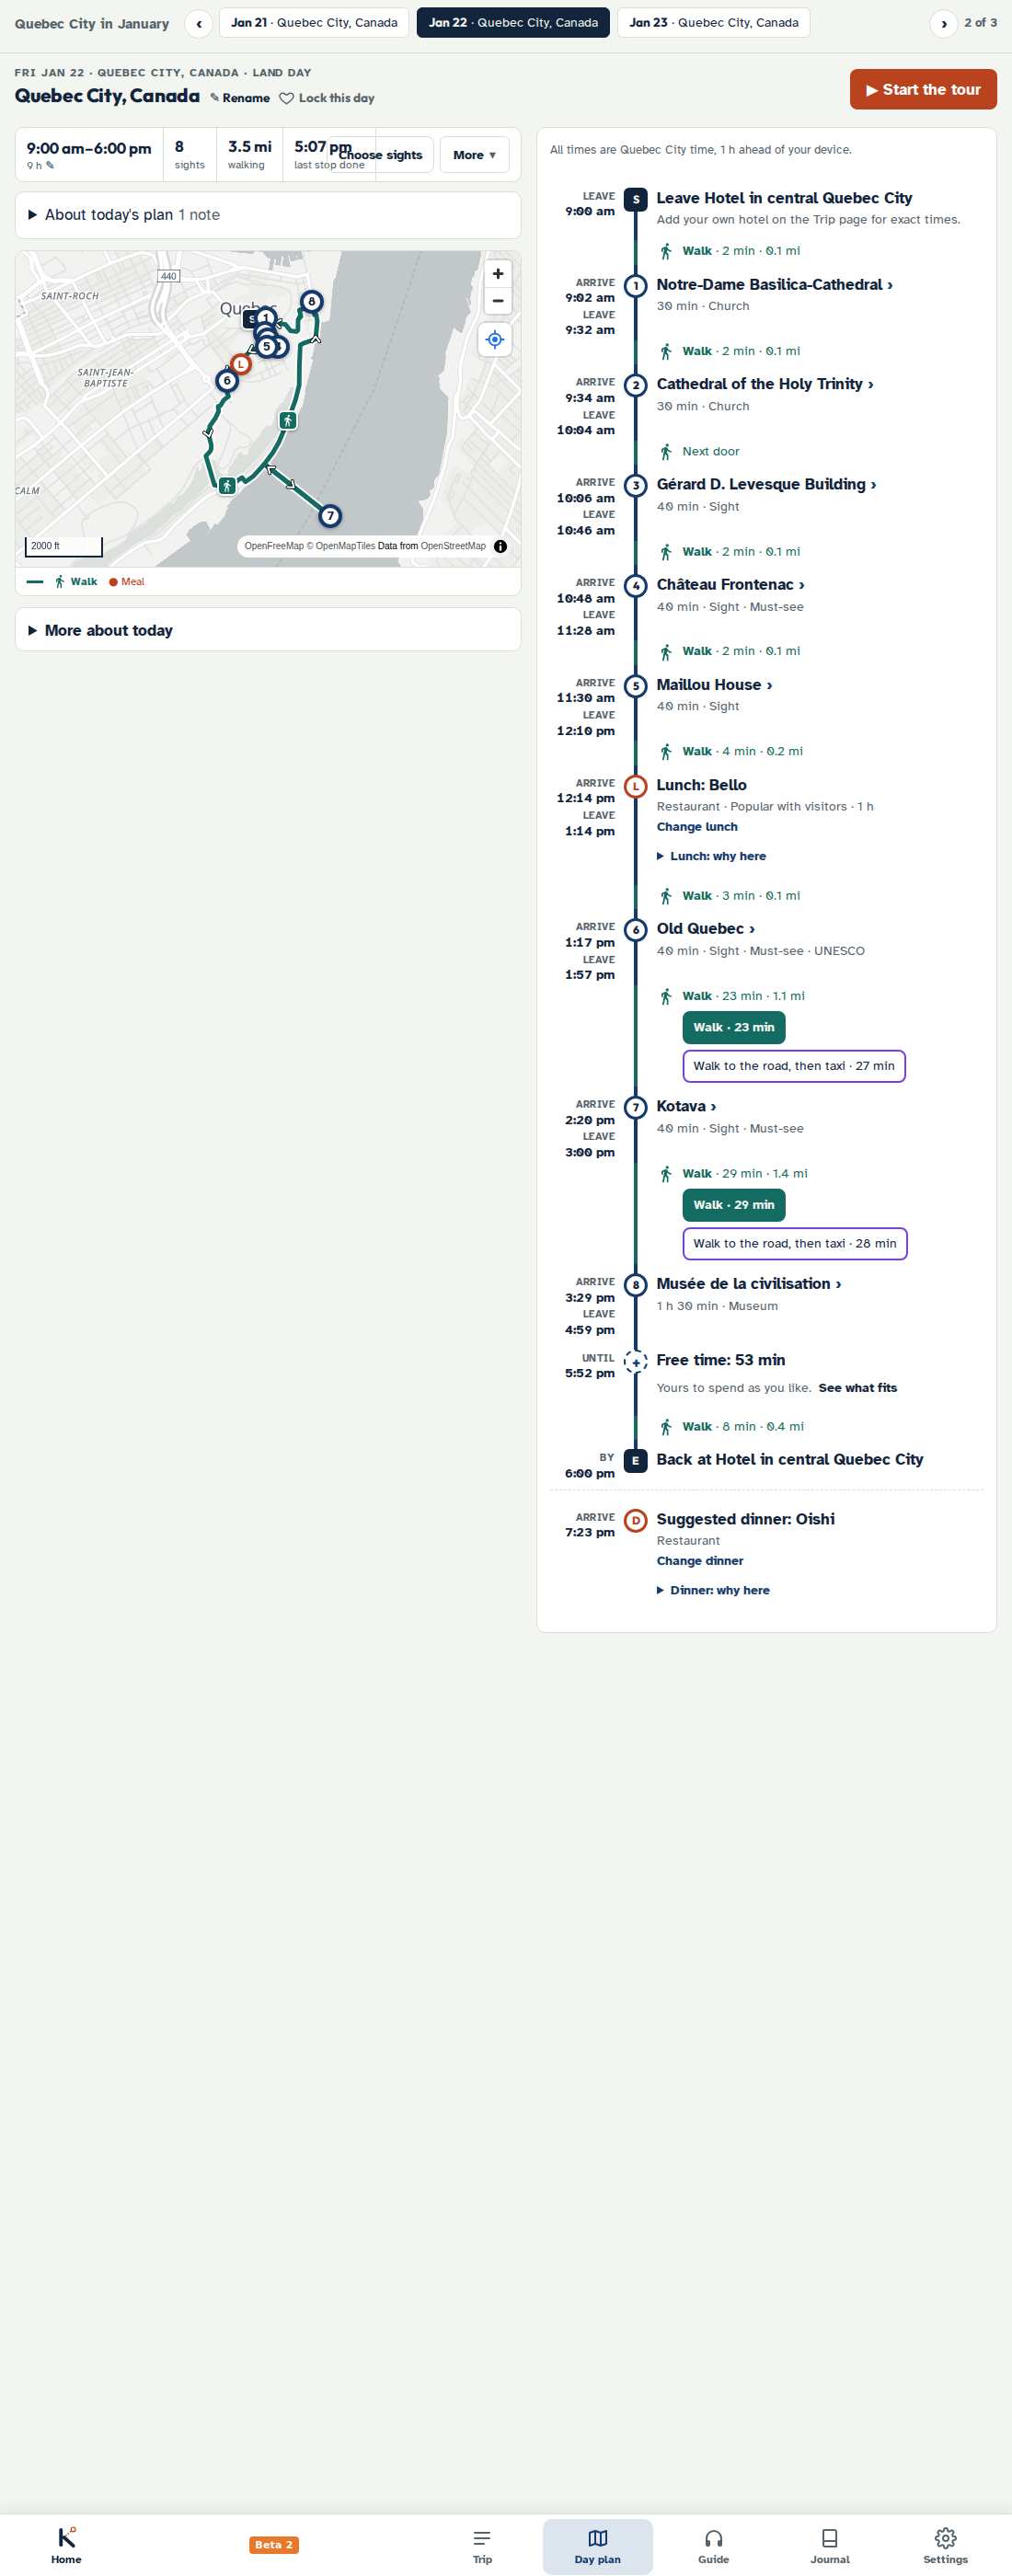 Quebec City in January
‹
Jan 21 · Quebec City, Canada
Jan 22 · Quebec City, Canada
Jan 23 · Quebec City, Canada
›
2 of 3
FRI JAN 22 · QUEBEC CITY, CANADA · LAND DAY
Quebec City, Canada ✎ Rename Lock this day
▶ Start the tour
9:00 am–6:00 pm
9 h ✎
8
sights
3.5 mi
walking
5:07 pm
last stop done
Choose sights
More ▾
▶ About today's plan 1 note
440
SAINT-ROCH
SAINT-JEAN-
BAPTISTE
CALM
S
1
8
5
L
6
7
+
−
2000 ft
OpenFreeMap © OpenMapTiles Data from OpenStreetMap
Walk
Meal
▶ More about today
All times are Quebec City time, 1 h ahead of your device.
LEAVE
9:00 am
S
Leave Hotel in central Quebec City
Add your own hotel on the Trip page for exact times.
Walk · 2 min · 0.1 mi
ARRIVE
9:02 am
LEAVE
9:32 am
1
Notre-Dame Basilica-Cathedral ›
30 min · Church
Walk · 2 min · 0.1 mi
ARRIVE
9:34 am
LEAVE
10:04 am
2
Cathedral of the Holy Trinity ›
30 min · Church
Next door
ARRIVE
10:06 am
LEAVE
10:46 am
3
Gérard D. Levesque Building ›
40 min · Sight
Walk · 2 min · 0.1 mi
ARRIVE
10:48 am
LEAVE
11:28 am
4
Château Frontenac ›
40 min · Sight · Must-see
Walk · 2 min · 0.1 mi
ARRIVE
11:30 am
LEAVE
12:10 pm
5
Maillou House ›
40 min · Sight
Walk · 4 min · 0.2 mi
ARRIVE
12:14 pm
LEAVE
1:14 pm
L
Lunch: Bello
Restaurant · Popular with visitors · 1 h
Change lunch
▶ Lunch: why here
Walk · 3 min · 0.1 mi
ARRIVE
1:17 pm
LEAVE
1:57 pm
6
Old Quebec ›
40 min · Sight · Must-see · UNESCO
Walk · 23 min · 1.1 mi
Walk · 23 min
Walk to the road, then taxi · 27 min
ARRIVE
2:20 pm
LEAVE
3:00 pm
7
Kotava ›
40 min · Sight · Must-see
Walk · 29 min · 1.4 mi
Walk · 29 min
Walk to the road, then taxi · 28 min
ARRIVE
3:29 pm
LEAVE
4:59 pm
8
Musée de la civilisation ›
1 h 30 min · Museum
UNTIL
5:52 pm
+
Free time: 53 min
Yours to spend as you like. See what fits
Walk · 8 min · 0.4 mi
BY
6:00 pm
E
Back at Hotel in central Quebec City
ARRIVE
7:23 pm
D
Suggested dinner: Oishi
Restaurant
Change dinner
▶ Dinner: why here
Home
Beta 2
Trip
Day plan
Guide
Journal
Settings